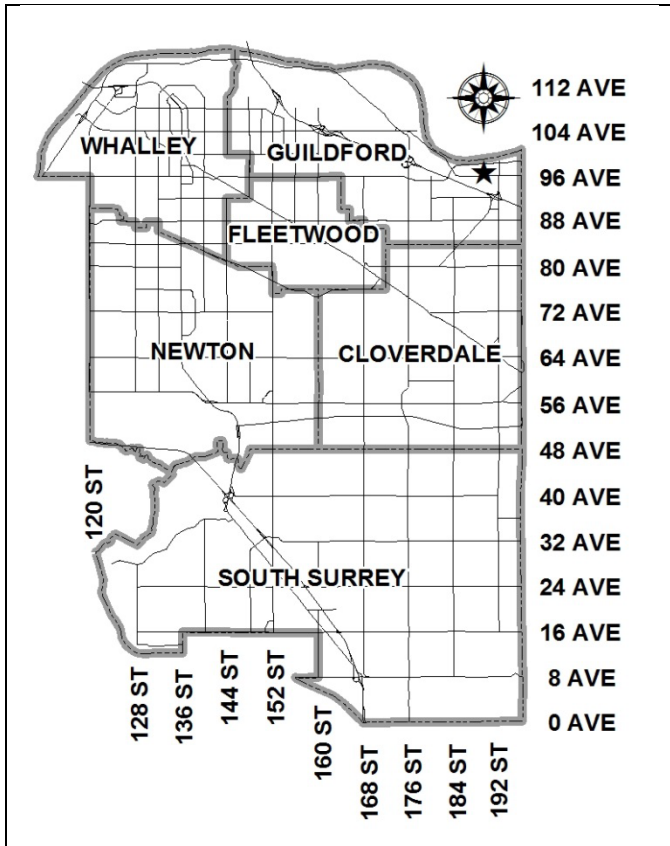 112 AVE
104 AVE
WHALLEY
GUILDFORD
96 AVE
88 AVE
FLEETWOOD
80 AVE
72 AVE
NEWTON
CLOVERDALE
64 AVE
56 AVE
48 AVE
120 ST
40 AVE
32 AVE
SOUTH SURREY
24 AVE
16 AVE
8 AVE
0 AVE
128 ST
136 ST
144 ST
152 ST
160 ST
168 ST
176 ST
184 ST
192 ST